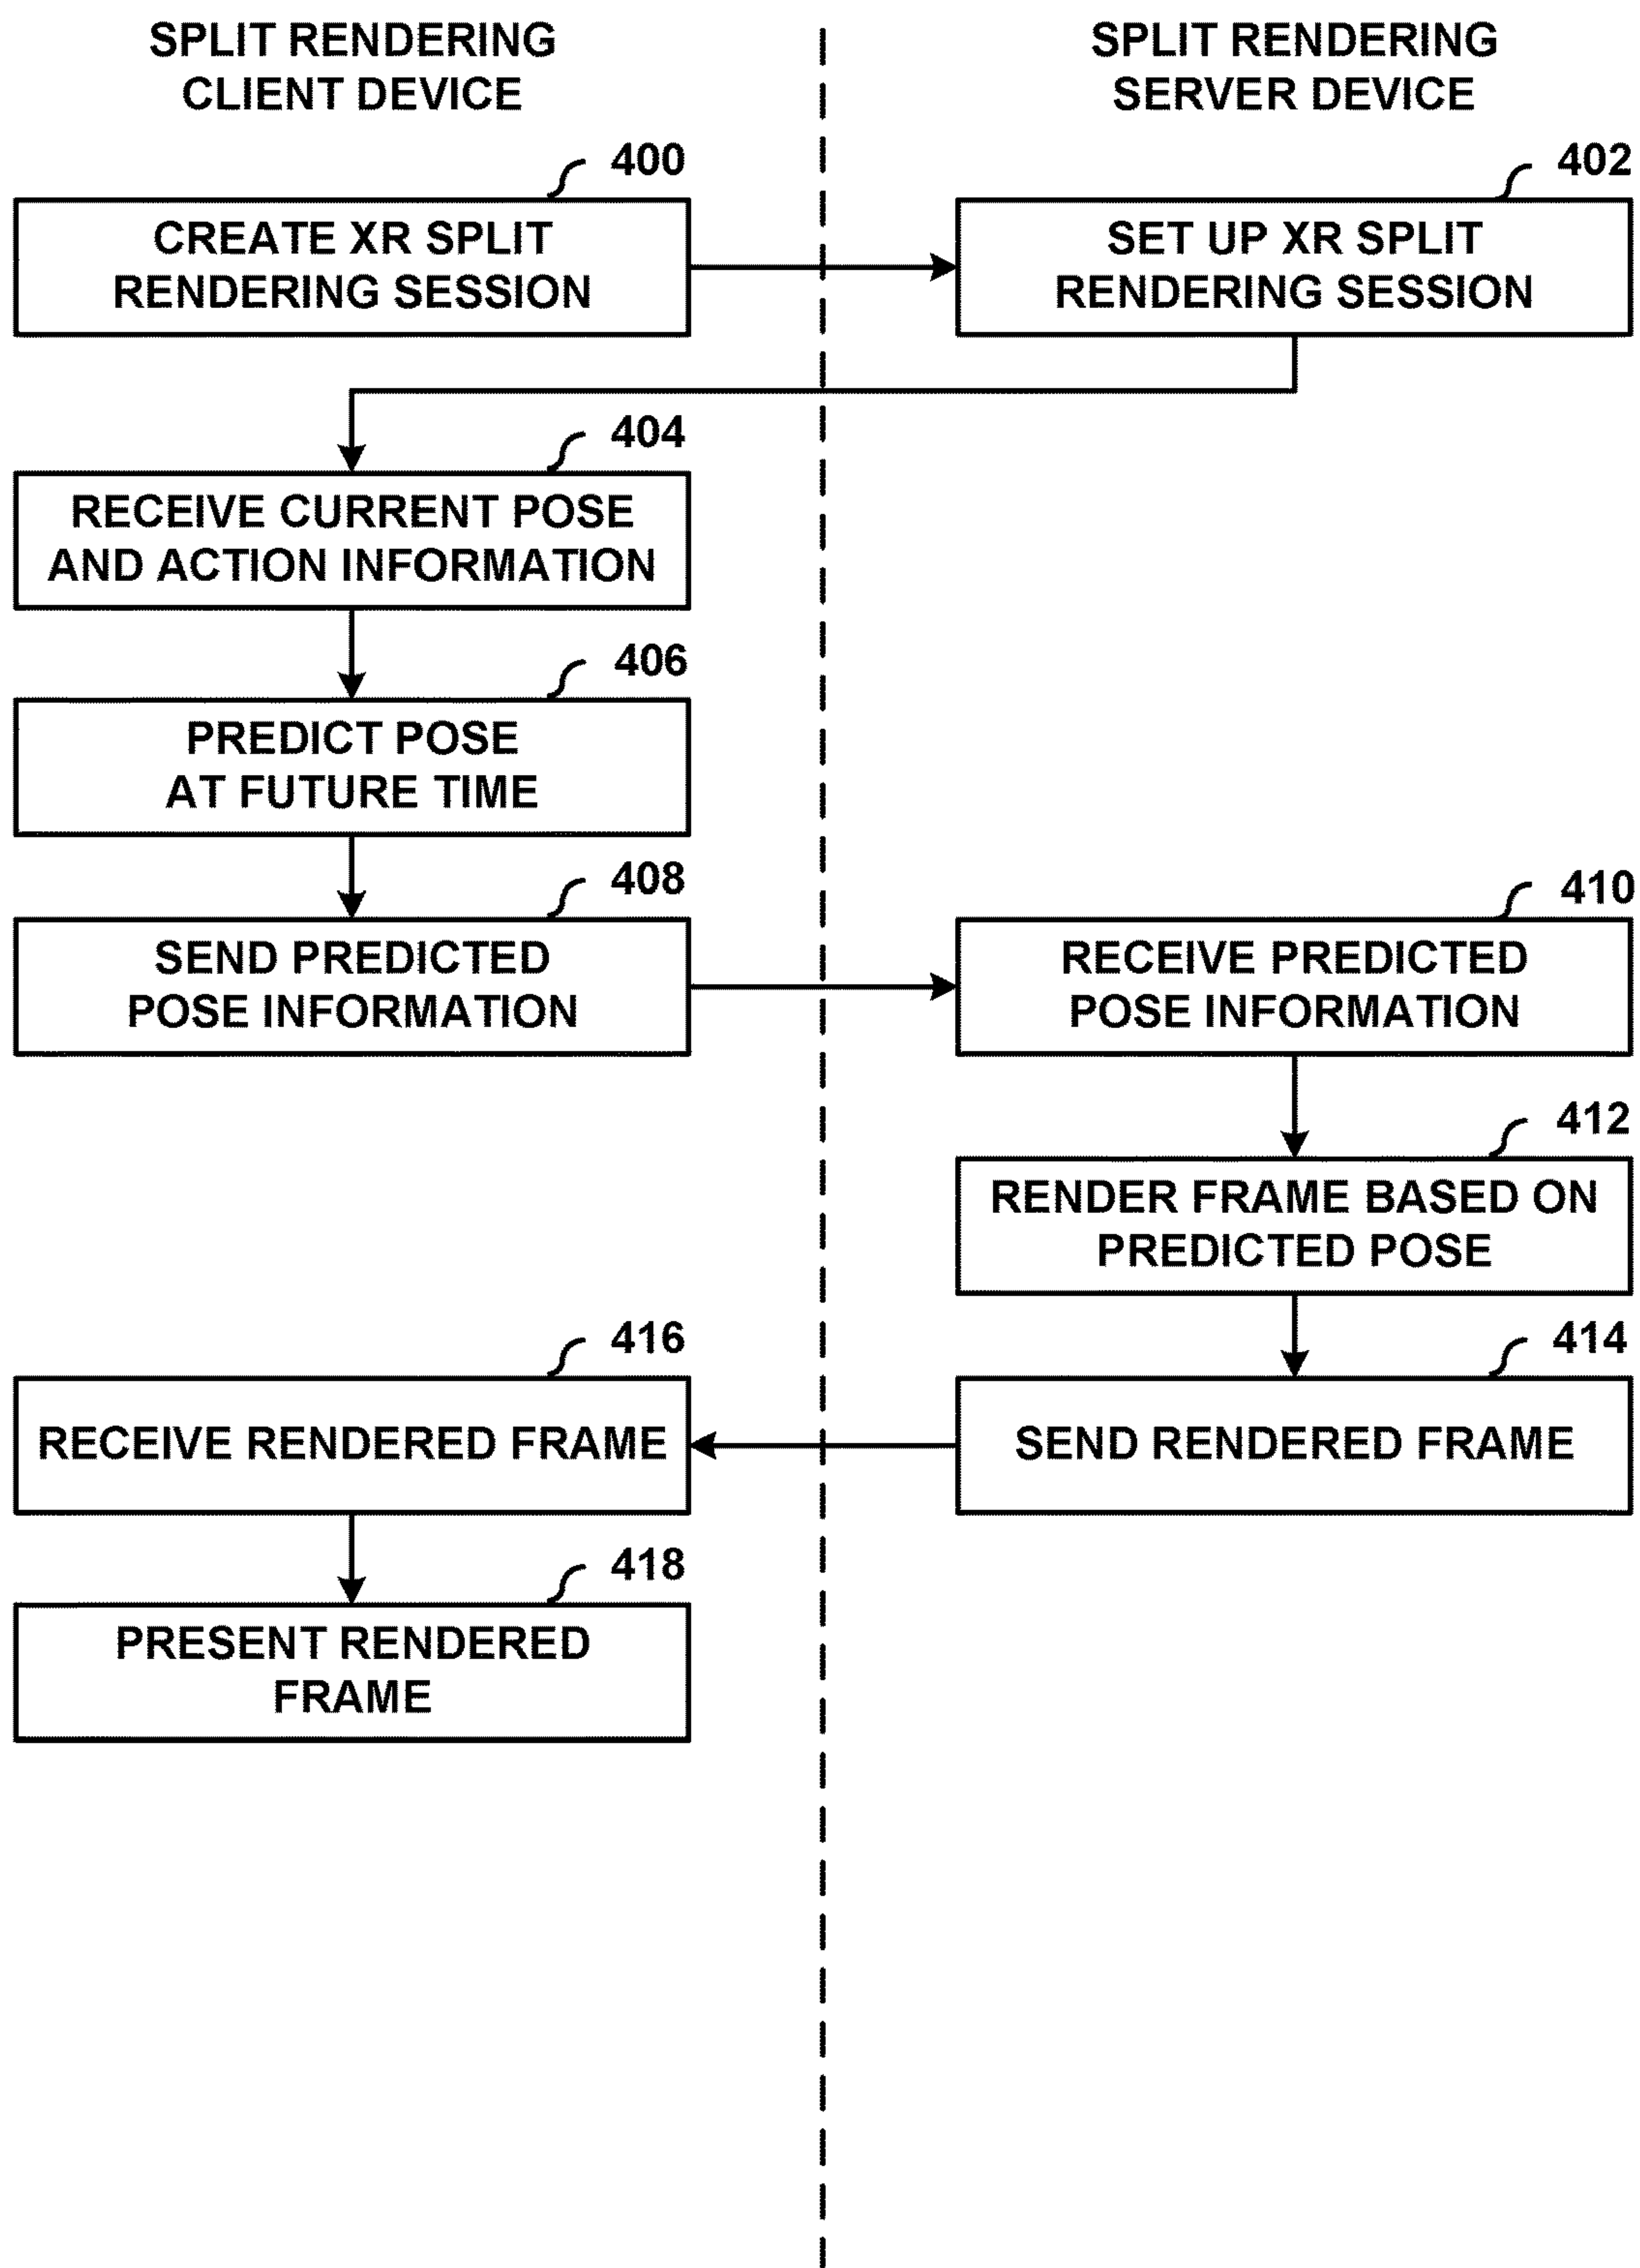 SPLIT RENDERING
CLIENT DEVICE
SPLIT RENDERING
SERVER DEVICE
400
CREATE XR SPLIT
RENDERING SESSION
402
SET UP XR SPLIT
RENDERING SESSION
404
RECEIVE CURRENT POSE
AND ACTION INFORMATION
406
PREDICT POSE
AT FUTURE TIME
408
SEND PREDICTED
POSE INFORMATION
410
RECEIVE PREDICTED
POSE INFORMATION
412
RENDER FRAME BASED ON
PREDICTED POSE
414
SEND RENDERED FRAME
416
RECEIVE RENDERED FRAME
418
PRESENT RENDERED
FRAME